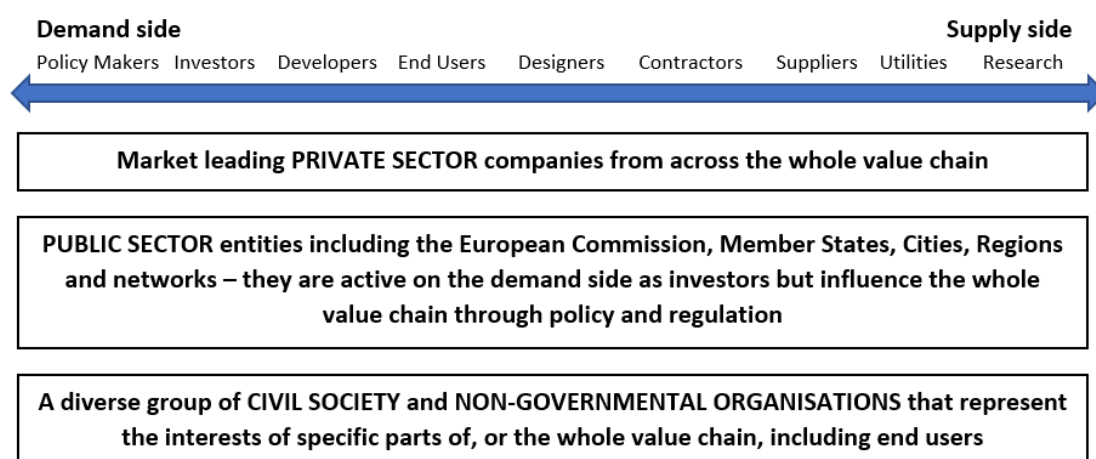 Demand side Supply side
Policy Makers Investors Developers End Users Designers Contractors Suppliers Utilities Research
Market leading PRIVATE SECTOR companies from across the whole value chain
PUBLIC SECTOR entities including the European Commission, Member States, Cities, Regions
and networks – they are active on the demand side as investors but influence the whole
value chain through policy and regulation
A diverse group of CIVIL SOCIETY and NON-GOVERNMENTAL ORGANISATIONS that represent
the interests of specific parts of, or the whole value chain, including end users